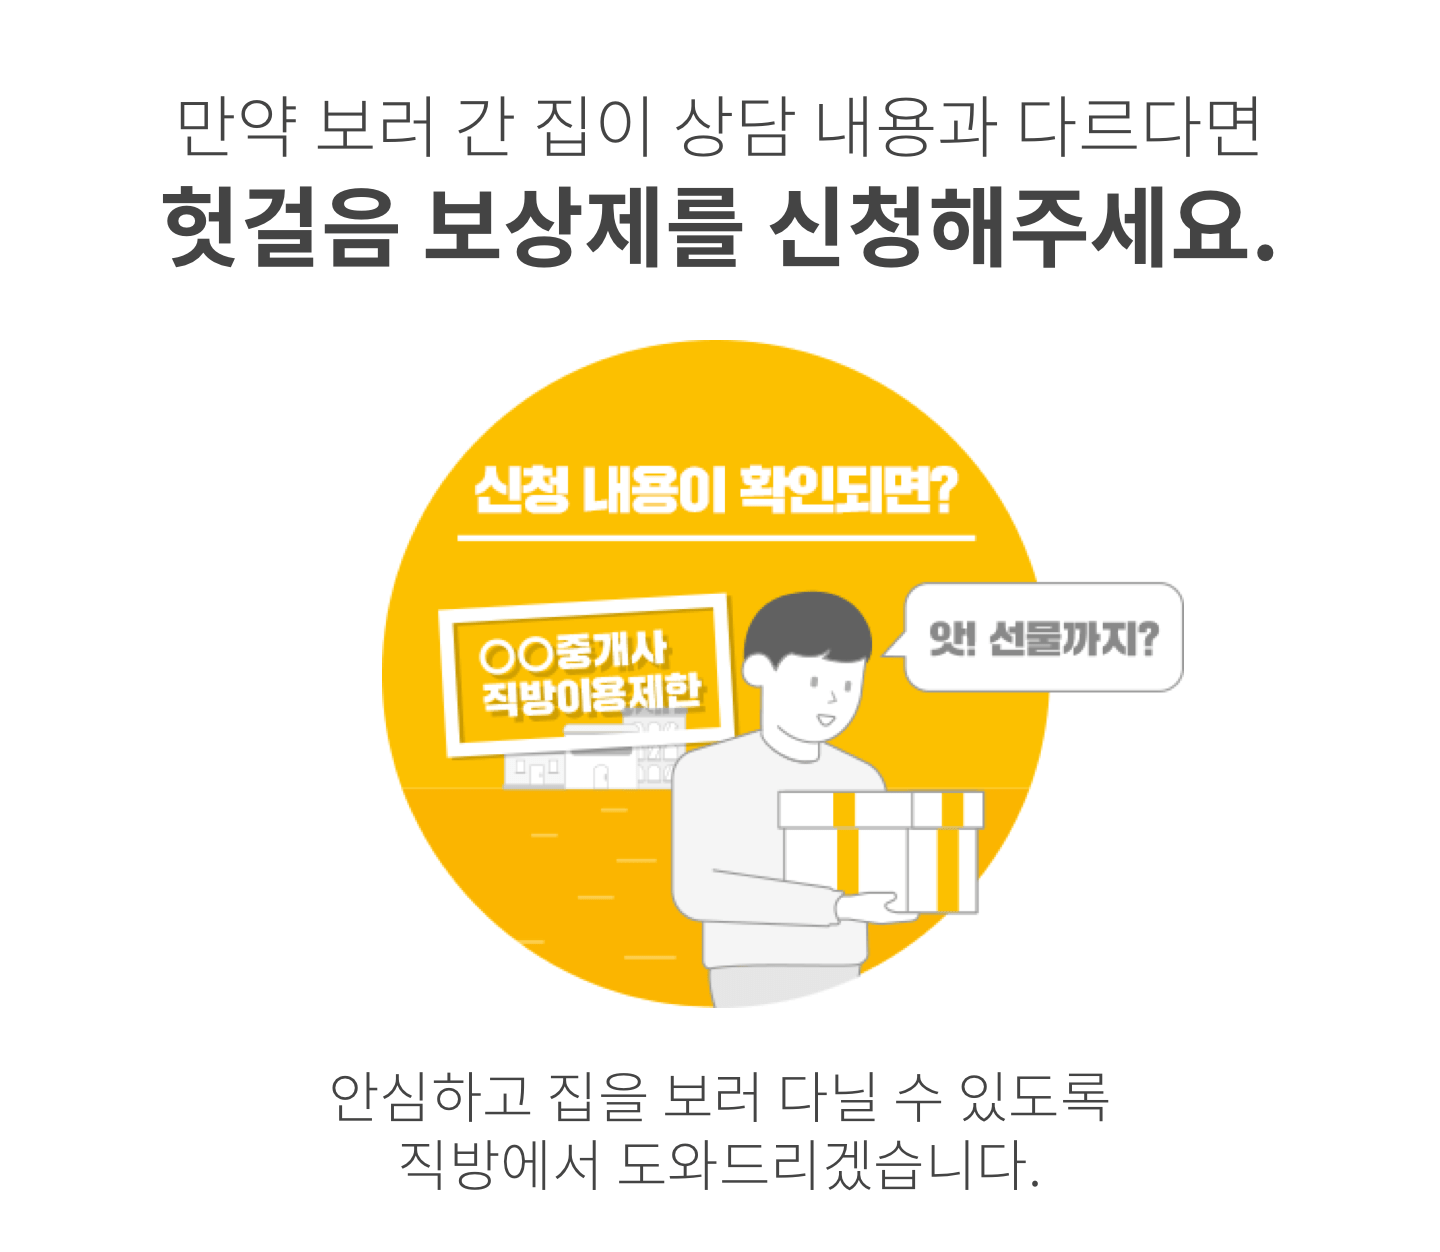 만약 보러 간 집이 상담 내용과 다르다면
헛걸음 보상제를 신청해주세요.
신청 내용이 확인되면?
○○중개사
직방이용제한
앗! 선물까지?
안심하고 집을 보러 다닐 수 있도록
직방에서 도와드리겠습니다.